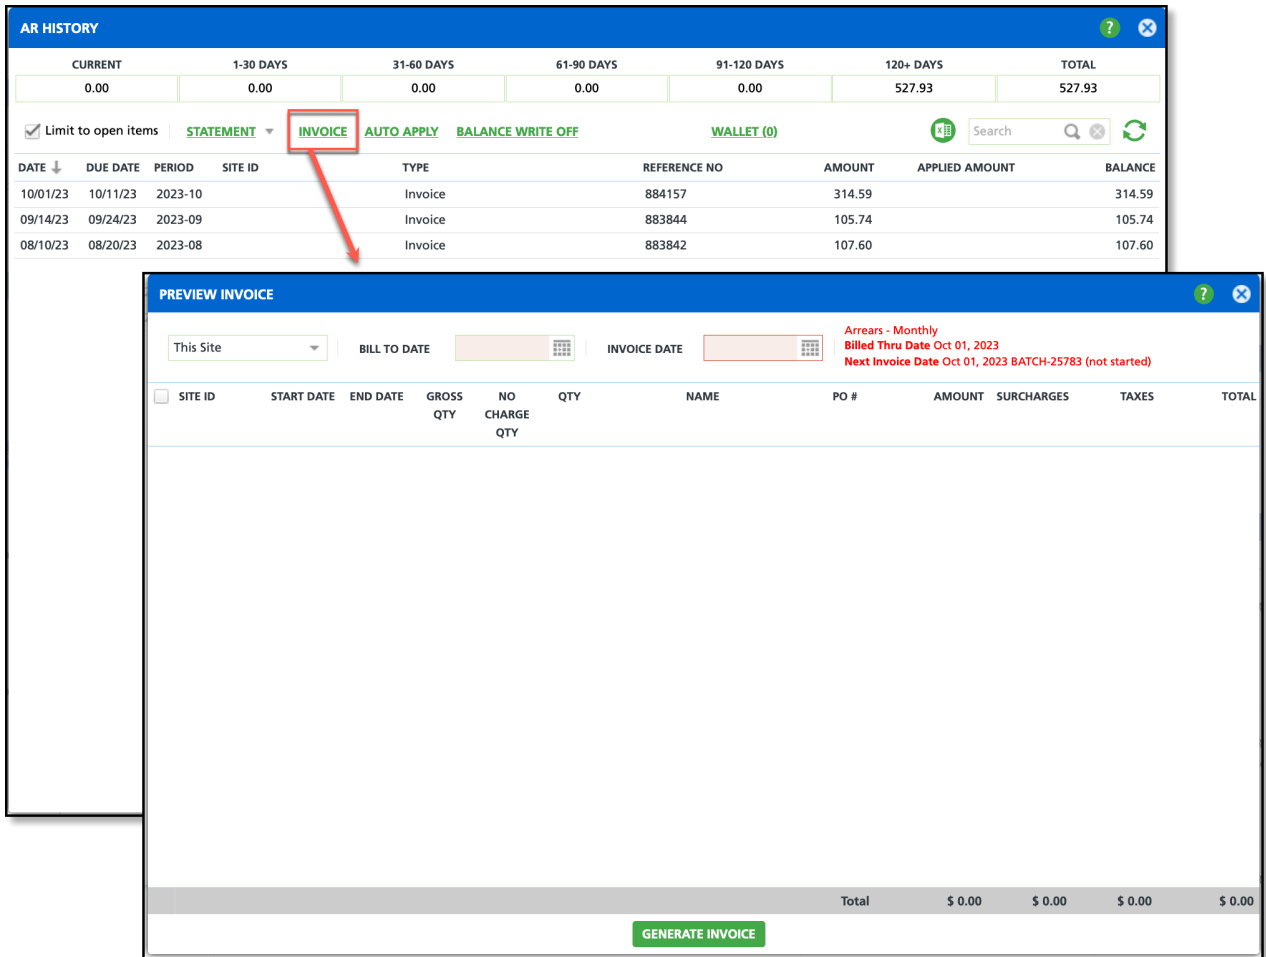 AR HISTORY ?
CURRENT 1-30 DAYS 31-60 DAYS 61-90 DAYS 91-120 DAYS 120+ DAYS TOTAL
0.00 0.00 0.00 0.00 0.00 527.93 527.93
Limit to open items STATEMENT INVOICE AUTO APPLY BALANCE WRITE OFF WALLET (0) Search
DATE DUE DATE PERIOD SITE ID TYPE REFERENCE NO AMOUNT APPLIED AMOUNT BALANCE
10/01/23 10/11/23 2023-10 Invoice 884157 314.59 314.59
09/14/23 09/24/23 2023-09 Invoice 883844 105.74 105.74
08/10/23 08/20/23 2023-08 Invoice 883842 107.60 107.60
PREVIEW INVOICE ?
This Site BILL TO DATE INVOICE DATE
Arrears - Monthly
Billed Thru Date Oct 01, 2023
Next Invoice Date Oct 01, 2023 BATCH-25783 (not started)
SITE ID START DATE END DATE GROSS QTY NO CHARGE QTY QTY NAME PO # AMOUNT SURCHARGES TAXES TOTAL
Total $ 0.00 $ 0.00 $ 0.00 $ 0.00
GENERATE INVOICE